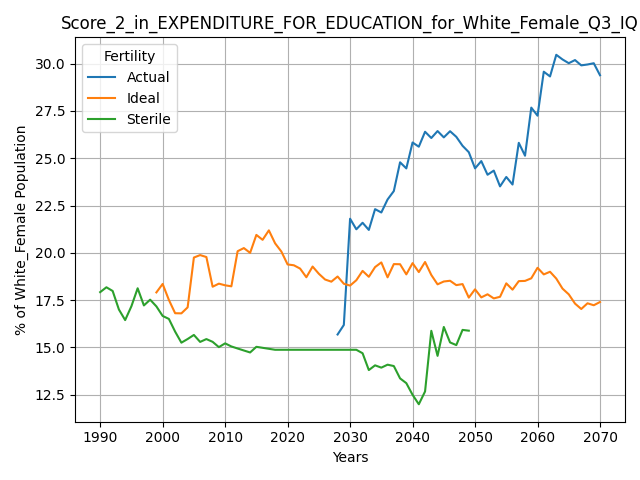 Score_2_in_EXPENDITURE_FOR_EDUCATION_for_White_Female_Q3_IQ
Fertility
Actual
Ideal
Sterile
% of White_Female Population
30.0
27.5
25.0
22.5
20.0
17.5
15.0
12.5
1990 2000 2010 2020 2030 2040 2050 2060 2070
Years